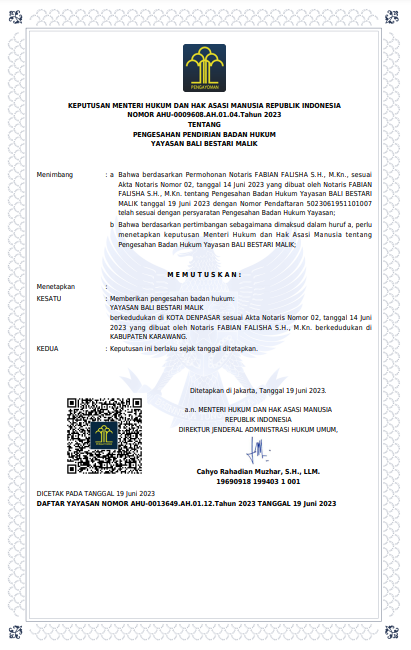 PENGAYOMAN
KEPUTUSAN MENTERI HUKUM DAN HAK ASASI MANUSIA REPUBLIK INDONESIA
NOMOR AHU-0009608.AH.01.04.Tahun 2023
TENTANG
PENGESAHAN PENDIRIAN BADAN HUKUM
YAYASAN BALI BESTARI MALIK
Menimbang : a Bahwa berdasarkan Permohonan Notaris FABIAN FALISHA S.H., M.Kn., sesuai
Akta Notaris Nomor 02, tanggal 14 Juni 2023 yang dibuat oleh Notaris FABIAN
FALISHA S.H., M.Kn. tentang Pengesahan Badan Hukum Yayasan BALI BESTARI
MALIK tanggal 19 Juni 2023 dengan Nomor Pendaftaran 5023061951101007
telah sesuai dengan persyaratan Pengesahan Badan Hukum Yayasan;
b Bahwa berdasarkan pertimbangan sebagaimana dimaksud dalam huruf a, perlu
menetapkan keputusan Menteri Hukum dan Hak Asasi Manusia tentang
Pengesahan Badan Hukum Yayasan BALI BESTARI MALIK;
M E M U T U S K A N :
Menetapkan :
KESATU : Memberikan pengesahan badan hukum:
YAYASAN BALI BESTARI MALIK
berkedudukan di KOTA DENPASAR sesuai Akta Notaris Nomor 02, tanggal 14 Juni
2023 yang dibuat oleh Notaris FABIAN FALISHA S.H., M.Kn. berkedudukan di
KABUPATEN KARAWANG.
KEDUA : Keputusan ini berlaku sejak tanggal ditetapkan.
Ditetapkan di Jakarta, Tanggal 19 Juni 2023.
a.n. MENTERI HUKUM DAN HAK ASASI MANUSIA
REPUBLIK INDONESIA
DIREKTUR JENDERAL ADMINISTRASI HUKUM UMUM,
Cahyo Rahadian Muzhar, S.H., LLM.
19690918 199403 1 001
DICETAK PADA TANGGAL 19 Juni 2023
DAFTAR YAYASAN NOMOR AHU-0013649.AH.01.12.Tahun 2023 TANGGAL 19 Juni 2023